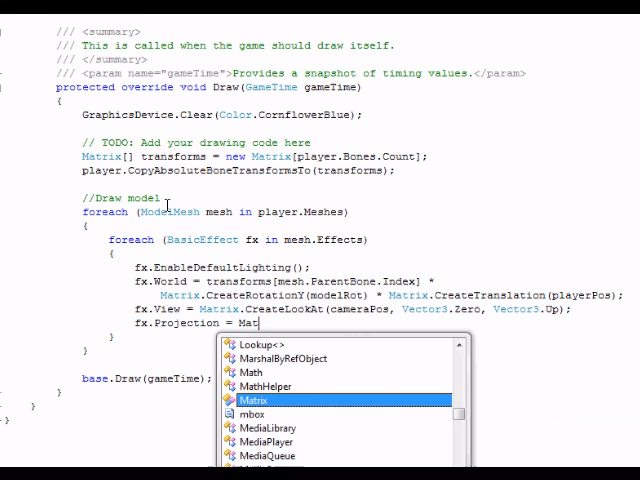 /// <summary>
/// This is called when the game should draw itself.
/// </summary>
/// <param name="gameTime">Provides a snapshot of timing values.</param>
protected override void Draw(GameTime gameTime)
{
GraphicsDevice.Clear(Color.CornflowerBlue);
// TODO: Add your drawing code here
Matrix[] transforms = new Matrix[player.Bones.Count];
player.CopyAbsoluteBoneTransformsTo(transforms);
//Draw model
foreach (ModelMesh mesh in player.Meshes)
{
foreach (BasicEffect fx in mesh.Effects)
{
fx.EnableDefaultLighting();
fx.World = transforms[mesh.ParentBone.Index] *
Matrix.CreateRotationY(modelRot) * Matrix.CreateTranslation(playerPos);
fx.View = Matrix.CreateLookAt(cameraPos, Vector3.Zero, Vector3.Up);
fx.Projection = Mat
}
}
base.Draw(gameTime);
}
}
}
Lookup<>
MarshalByRefObject
Math
MathHelper
Matrix
mbox
MediaLibrary
MediaPlayer
MediaQueue